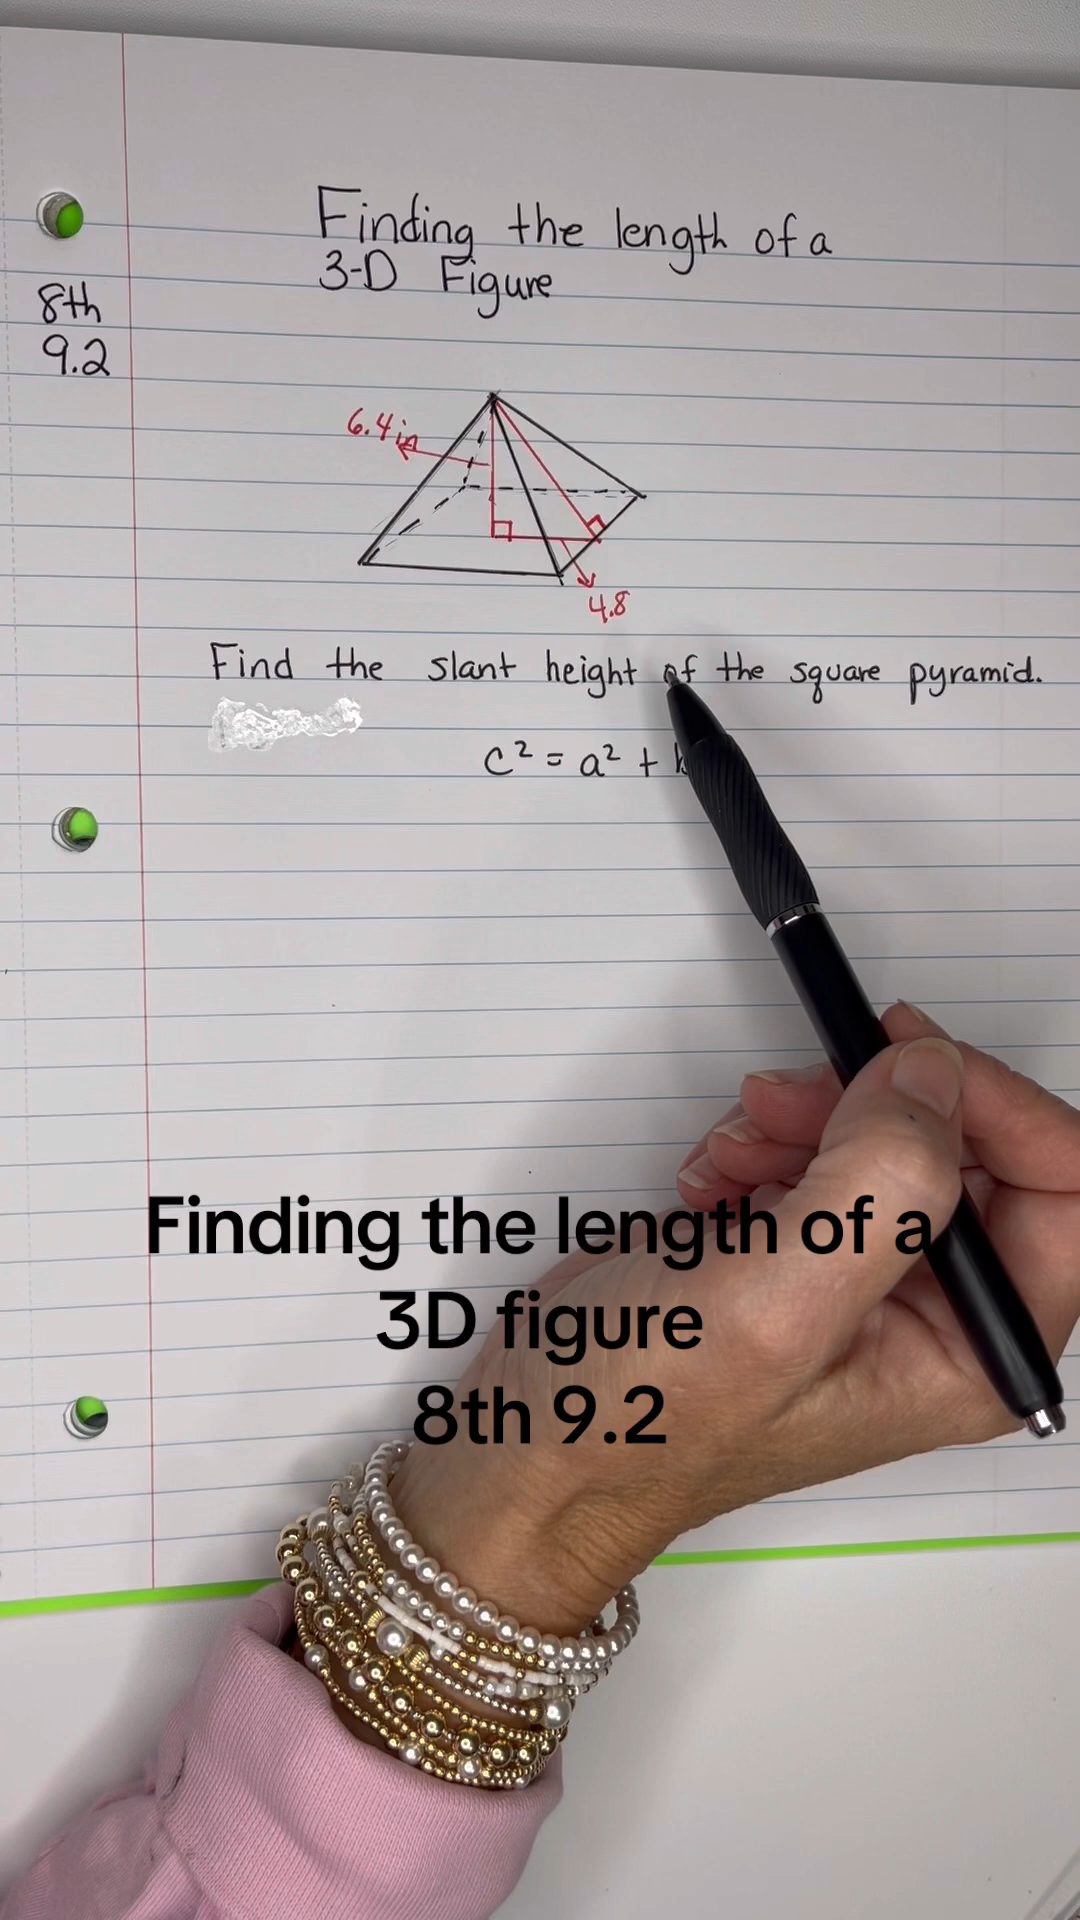 Finding the length of a
3-D Figure
8th
9.2
6.4in
4.8
Find the slant height of the square pyramid.
c² = a² +
Finding the length of a
3D figure
8th 9.2